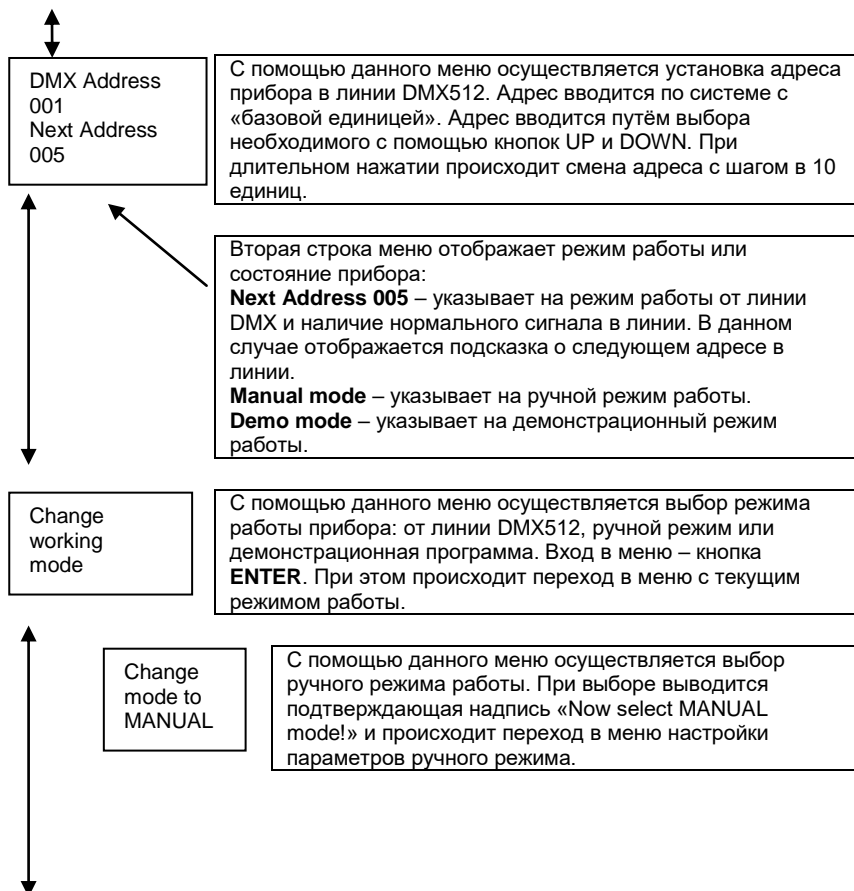 DMX Address
001
Next Address
005
С помощью данного меню осуществляется установка адреса
прибора в линии DMX512. Адрес вводится по системе с
«базовой единицей». Адрес вводится путём выбора
необходимого с помощью кнопок UP и DOWN. При
длительном нажатии происходит смена адреса с шагом в 10
единиц.
Вторая строка меню отображает режим работы или
состояние прибора:
Next Address 005 – указывает на режим работы от линии
DMX и наличие нормального сигнала в линии. В данном
случае отображается подсказка о следующем адресе в
линии.
Manual mode – указывает на ручной режим работы.
Demo mode – указывает на демонстрационный режим
работы.
Change
working
mode
С помощью данного меню осуществляется выбор режима
работы прибора: от линии DMX512, ручной режим или
демонстрационная программа. Вход в меню – кнопка
ENTER. При этом происходит переход в меню с текущим
режимом работы.
Change
mode to
MANUAL
С помощью данного меню осуществляется выбор
ручного режима работы. При выборе выводится
подтверждающая надпись «Now select MANUAL
mode!» и происходит переход в меню настройки
параметров ручного режима.